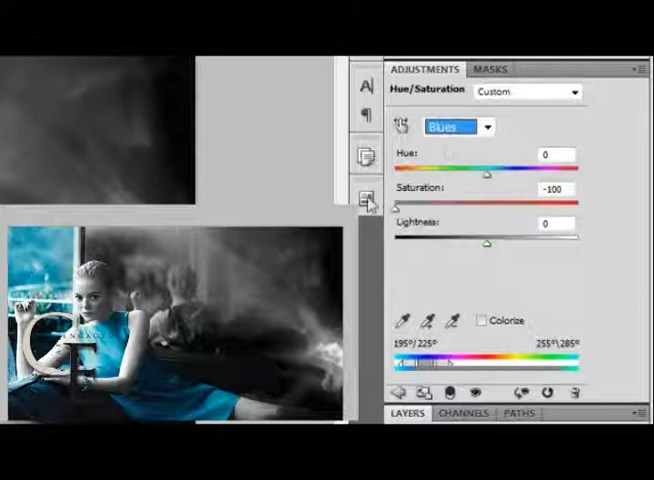 ADJUSTMENTS MASKS
Hue/Saturation Custom
Blues
Hue: 0
Saturation: -100
Lightness: 0
Colorize
195°/225° 255°\285°
LAYERS CHANNELS PATHS
A
¶